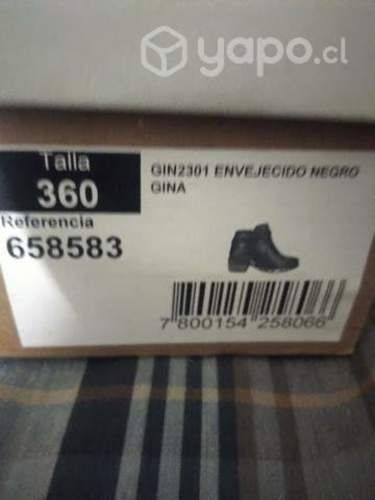 yapo.cl
Talla
360
GIN2301 ENVEJECIDO NEGRO
GINA
Referencia
658583
7 800154 258066